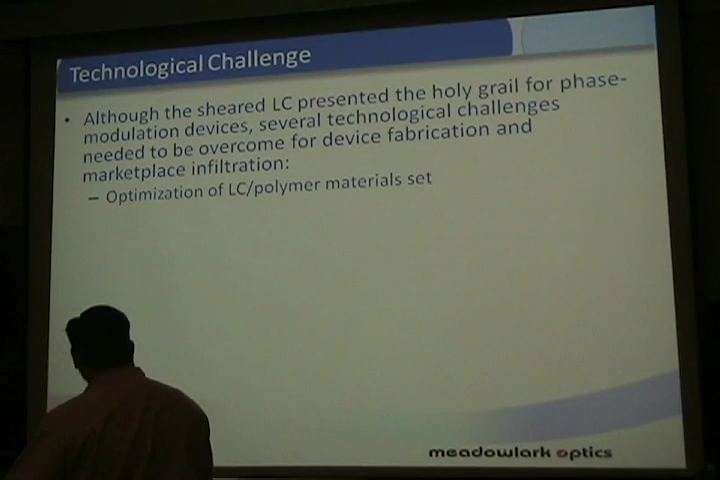 Technological Challenge
• Although the sheared LC presented the holy grail for phase-
modulation devices, several technological challenges
needed to be overcome for device fabrication and
marketplace infiltration:
– Optimization of LC/polymer materials set
meadowlark optics